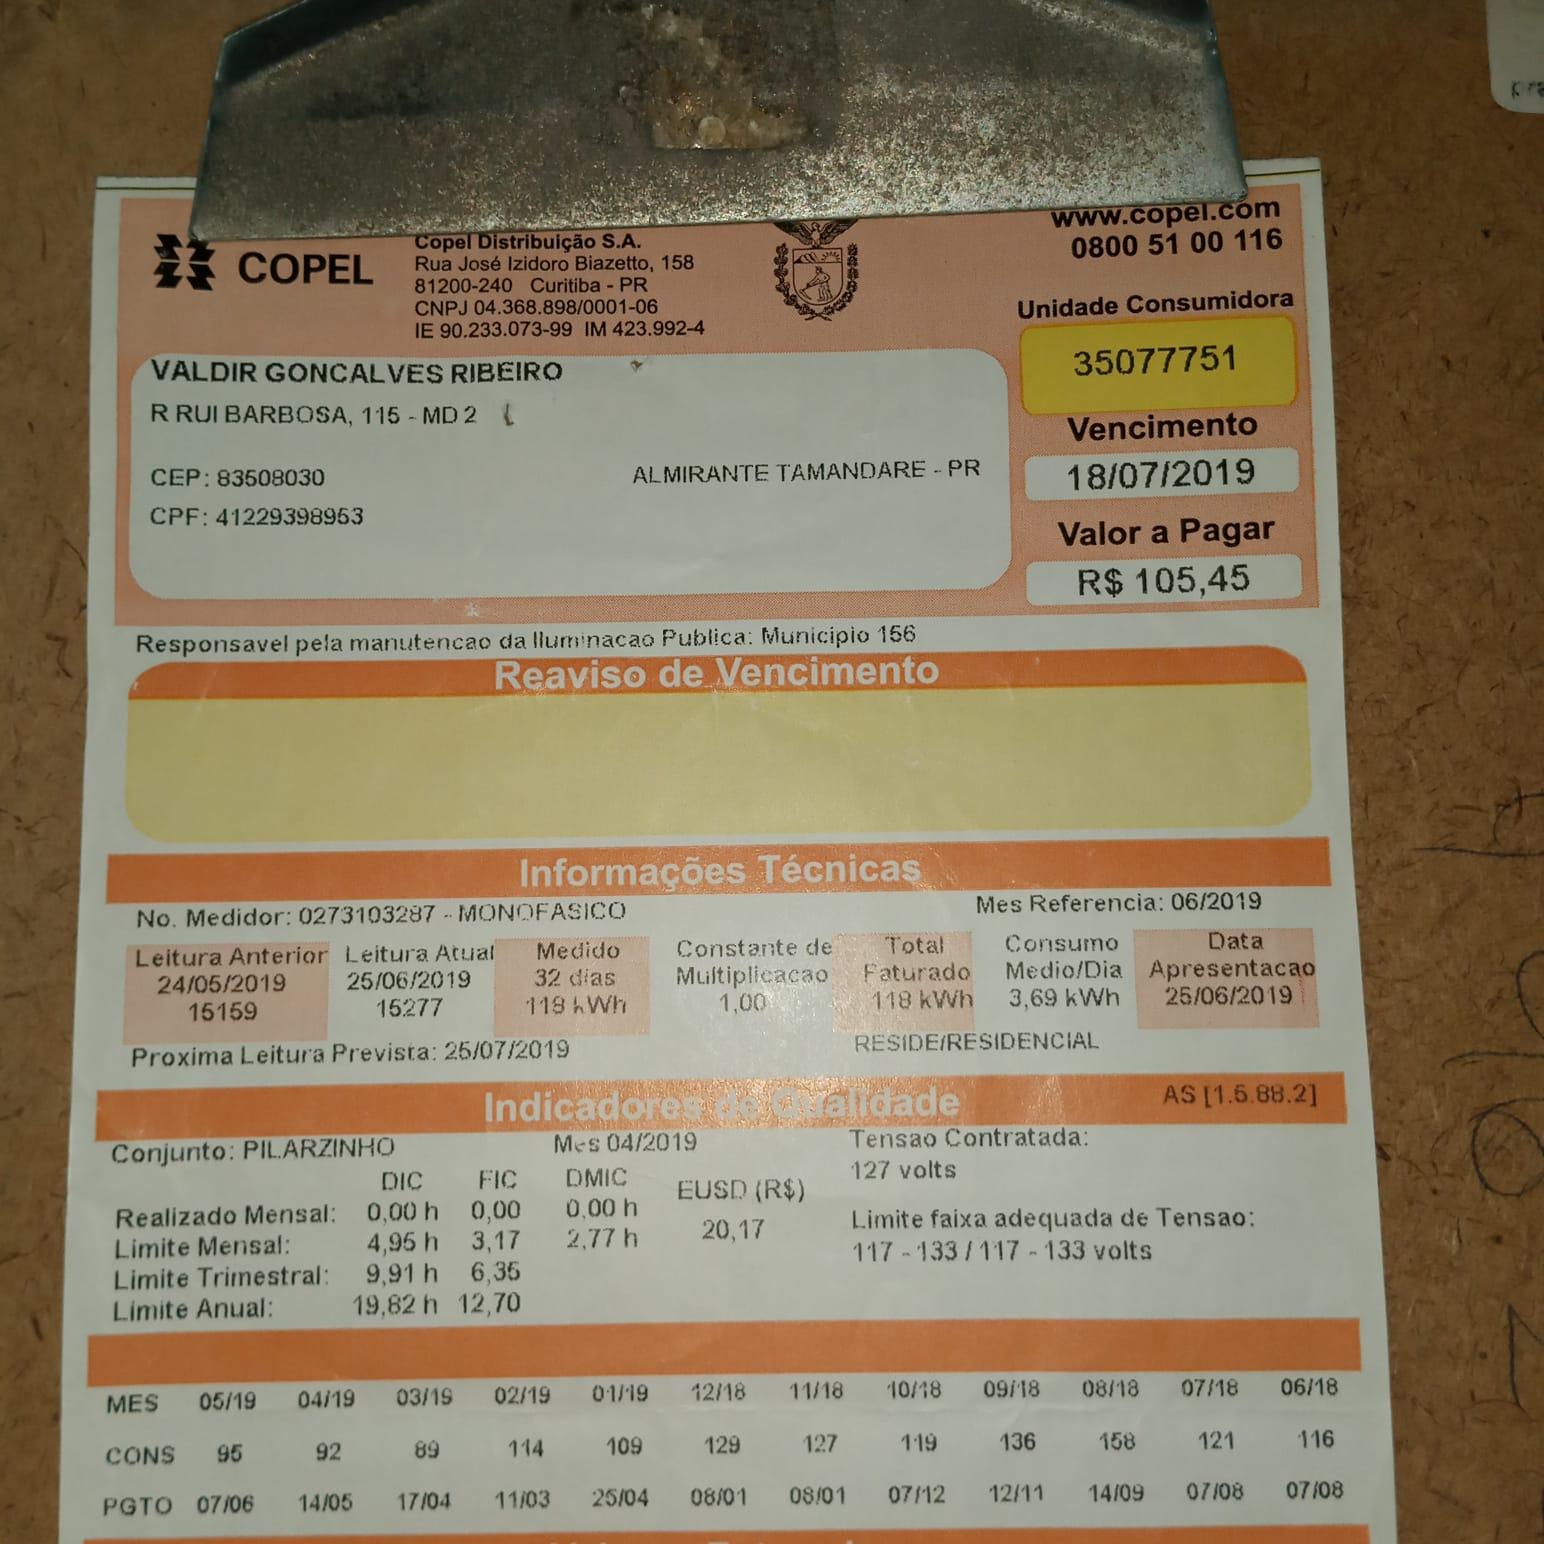 COPEL
Copel Distribuição S.A.
Rua José Izidoro Biazetto, 158
81200-240 Curitiba - PR
CNPJ 04.368.898/0001-06
IE 90.233.073-99 IM 423.992-4
www.copel.com
0800 51 00 116
Unidade Consumidora
35077751
VALDIR GONCALVES RIBEIRO
R RUI BARBOSA, 115 - MD 2
CEP: 83508030
ALMIRANTE TAMANDARE - PR
CPF: 41229398953
Vencimento
18/07/2019
Valor a Pagar
R$ 105,45
Responsavel pela manutencao da Iluminacao Publica: Municipio 156
Reaviso de Vencimento
Informações Técnicas
No. Medidor: 0273103287 - MONOFASICO
Mes Referencia: 06/2019
Leitura Anterior Leitura Atual Medido Constante de Total Consumo Data
24/05/2019 25/06/2019 32 dias Multiplicacao Faturado Medio/Dia Apresentacao
15159 15277 118 kWh 1,00 118 kWh 3,69 kWh 25/06/2019
Proxima Leitura Prevista: 25/07/2019
RESIDE/RESIDENCIAL
Indicadores de Qualidade
AS [1.5.88.2]
Conjunto: PILARZINHO Mes 04/2019 Tensao Contratada:
DIC FIC DMIC EUSD (R$) 127 volts
Realizado Mensal: 0,00 h 0,00 0,00 h
Limite Mensal: 4,95 h 3,17 2,77 h 20,17 Limite faixa adequada de Tensao:
Limite Trimestral: 9,91 h 6,35 117 - 133 / 117 - 133 volts
Limite Anual: 19,82 h 12,70
MES 05/19 04/19 03/19 02/19 01/19 12/18 11/18 10/18 09/18 08/18 07/18 06/18
CONS 95 92 89 114 109 129 127 119 136 158 121 116
PGTO 07/06 14/05 17/04 11/03 25/04 08/01 08/01 07/12 12/11 14/09 07/08 07/08